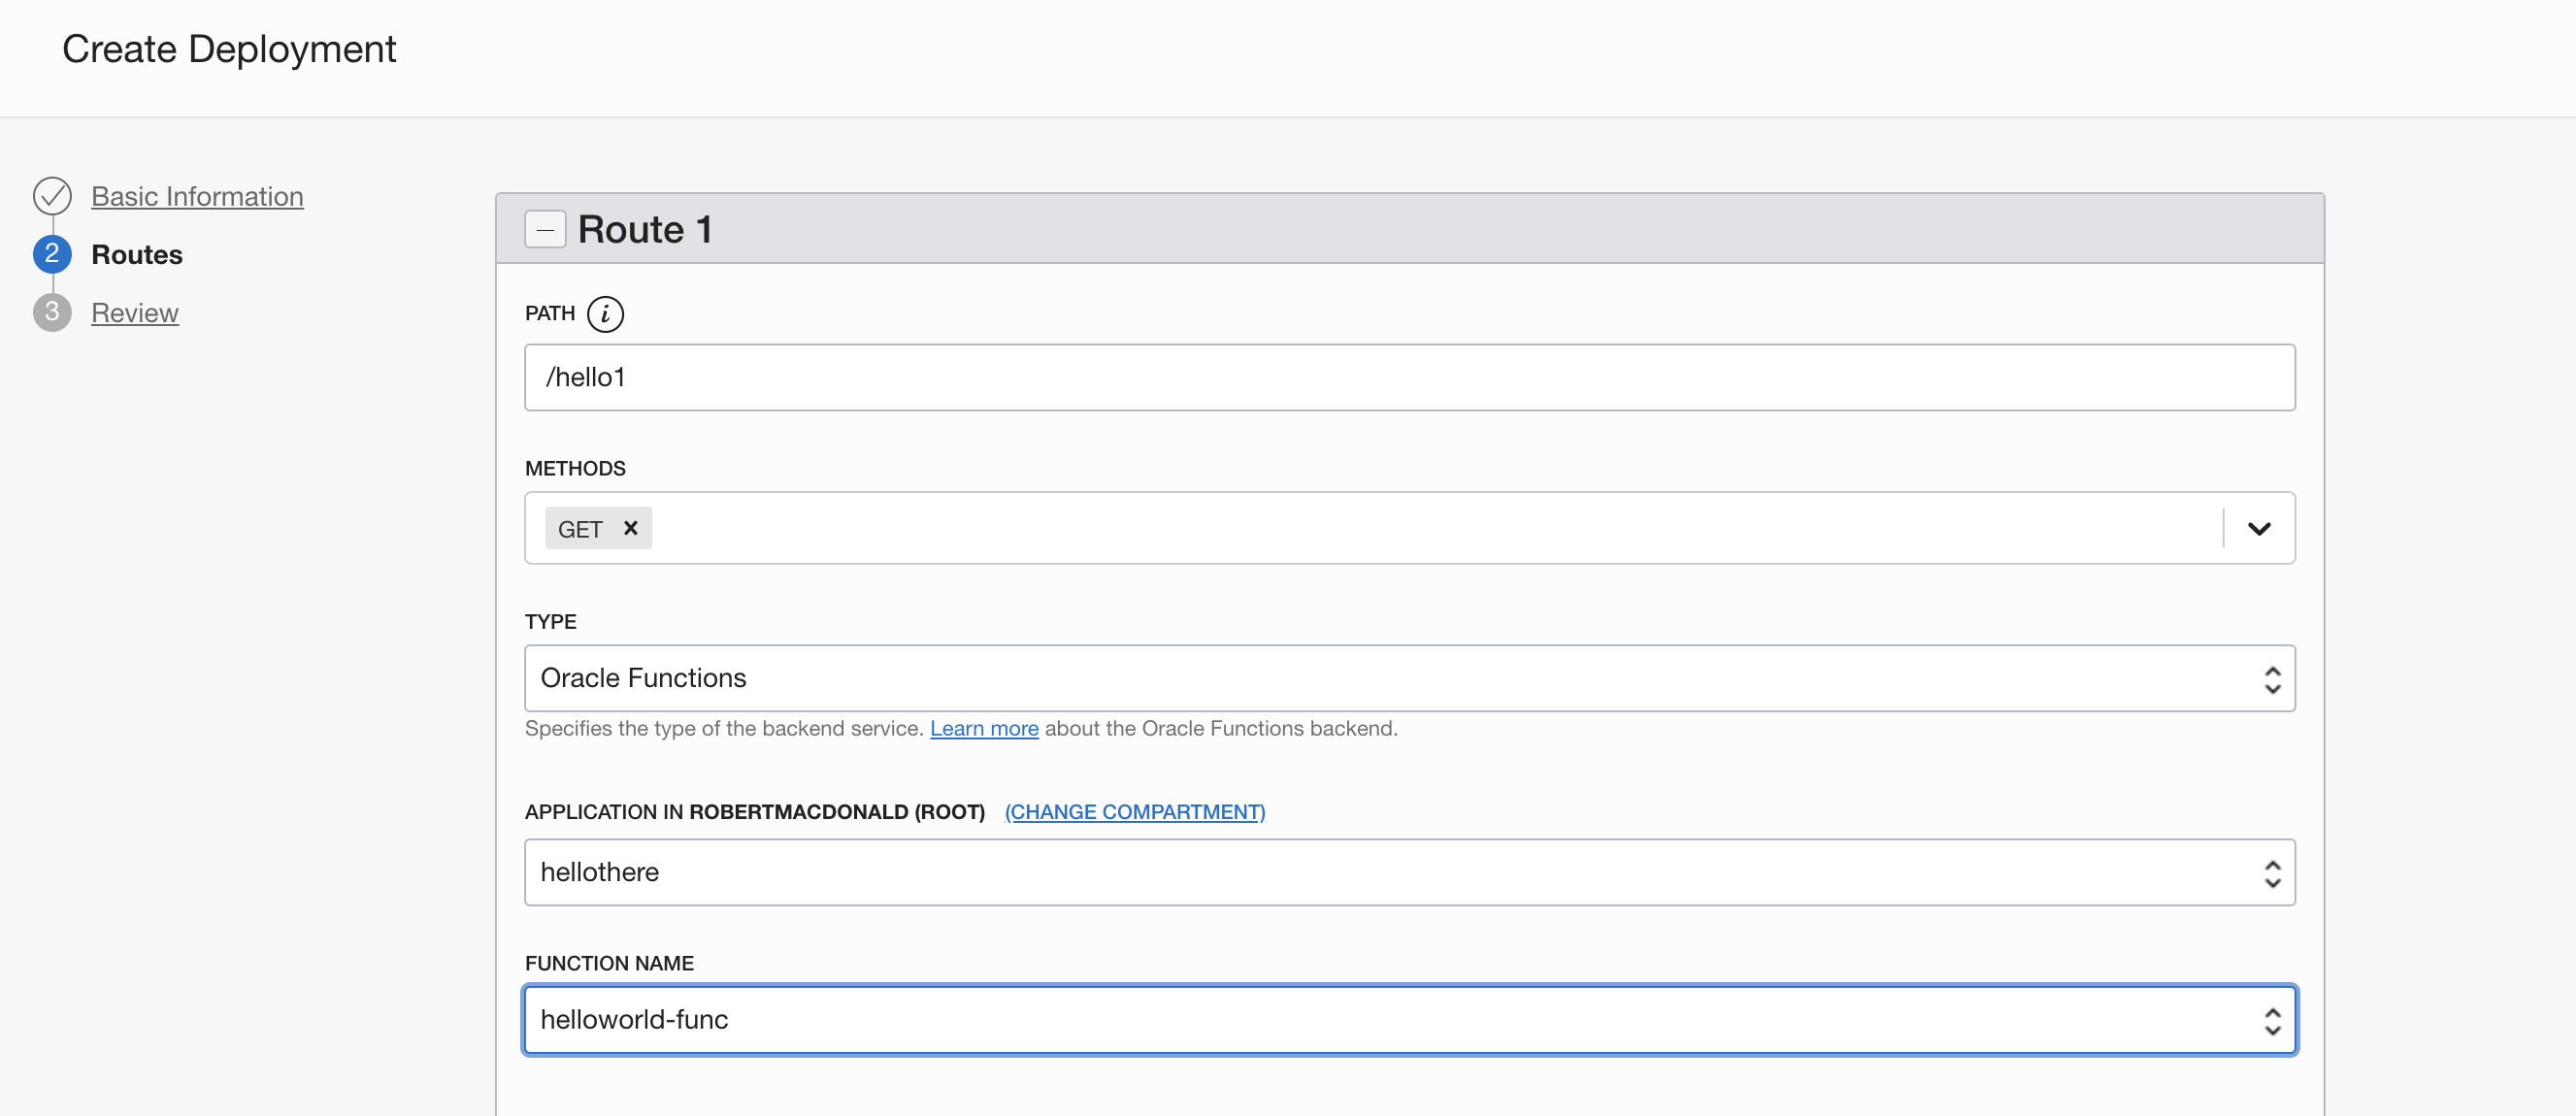 Create Deployment
Basic Information
2 Routes
3 Review
Route 1
PATH i
/hello1
METHODS
GET
TYPE
Oracle Functions
Specifies the type of the backend service. Learn more about the Oracle Functions backend.
APPLICATION IN ROBERTMACDONALD (ROOT) (CHANGE COMPARTMENT)
hellothere
FUNCTION NAME
helloworld-func